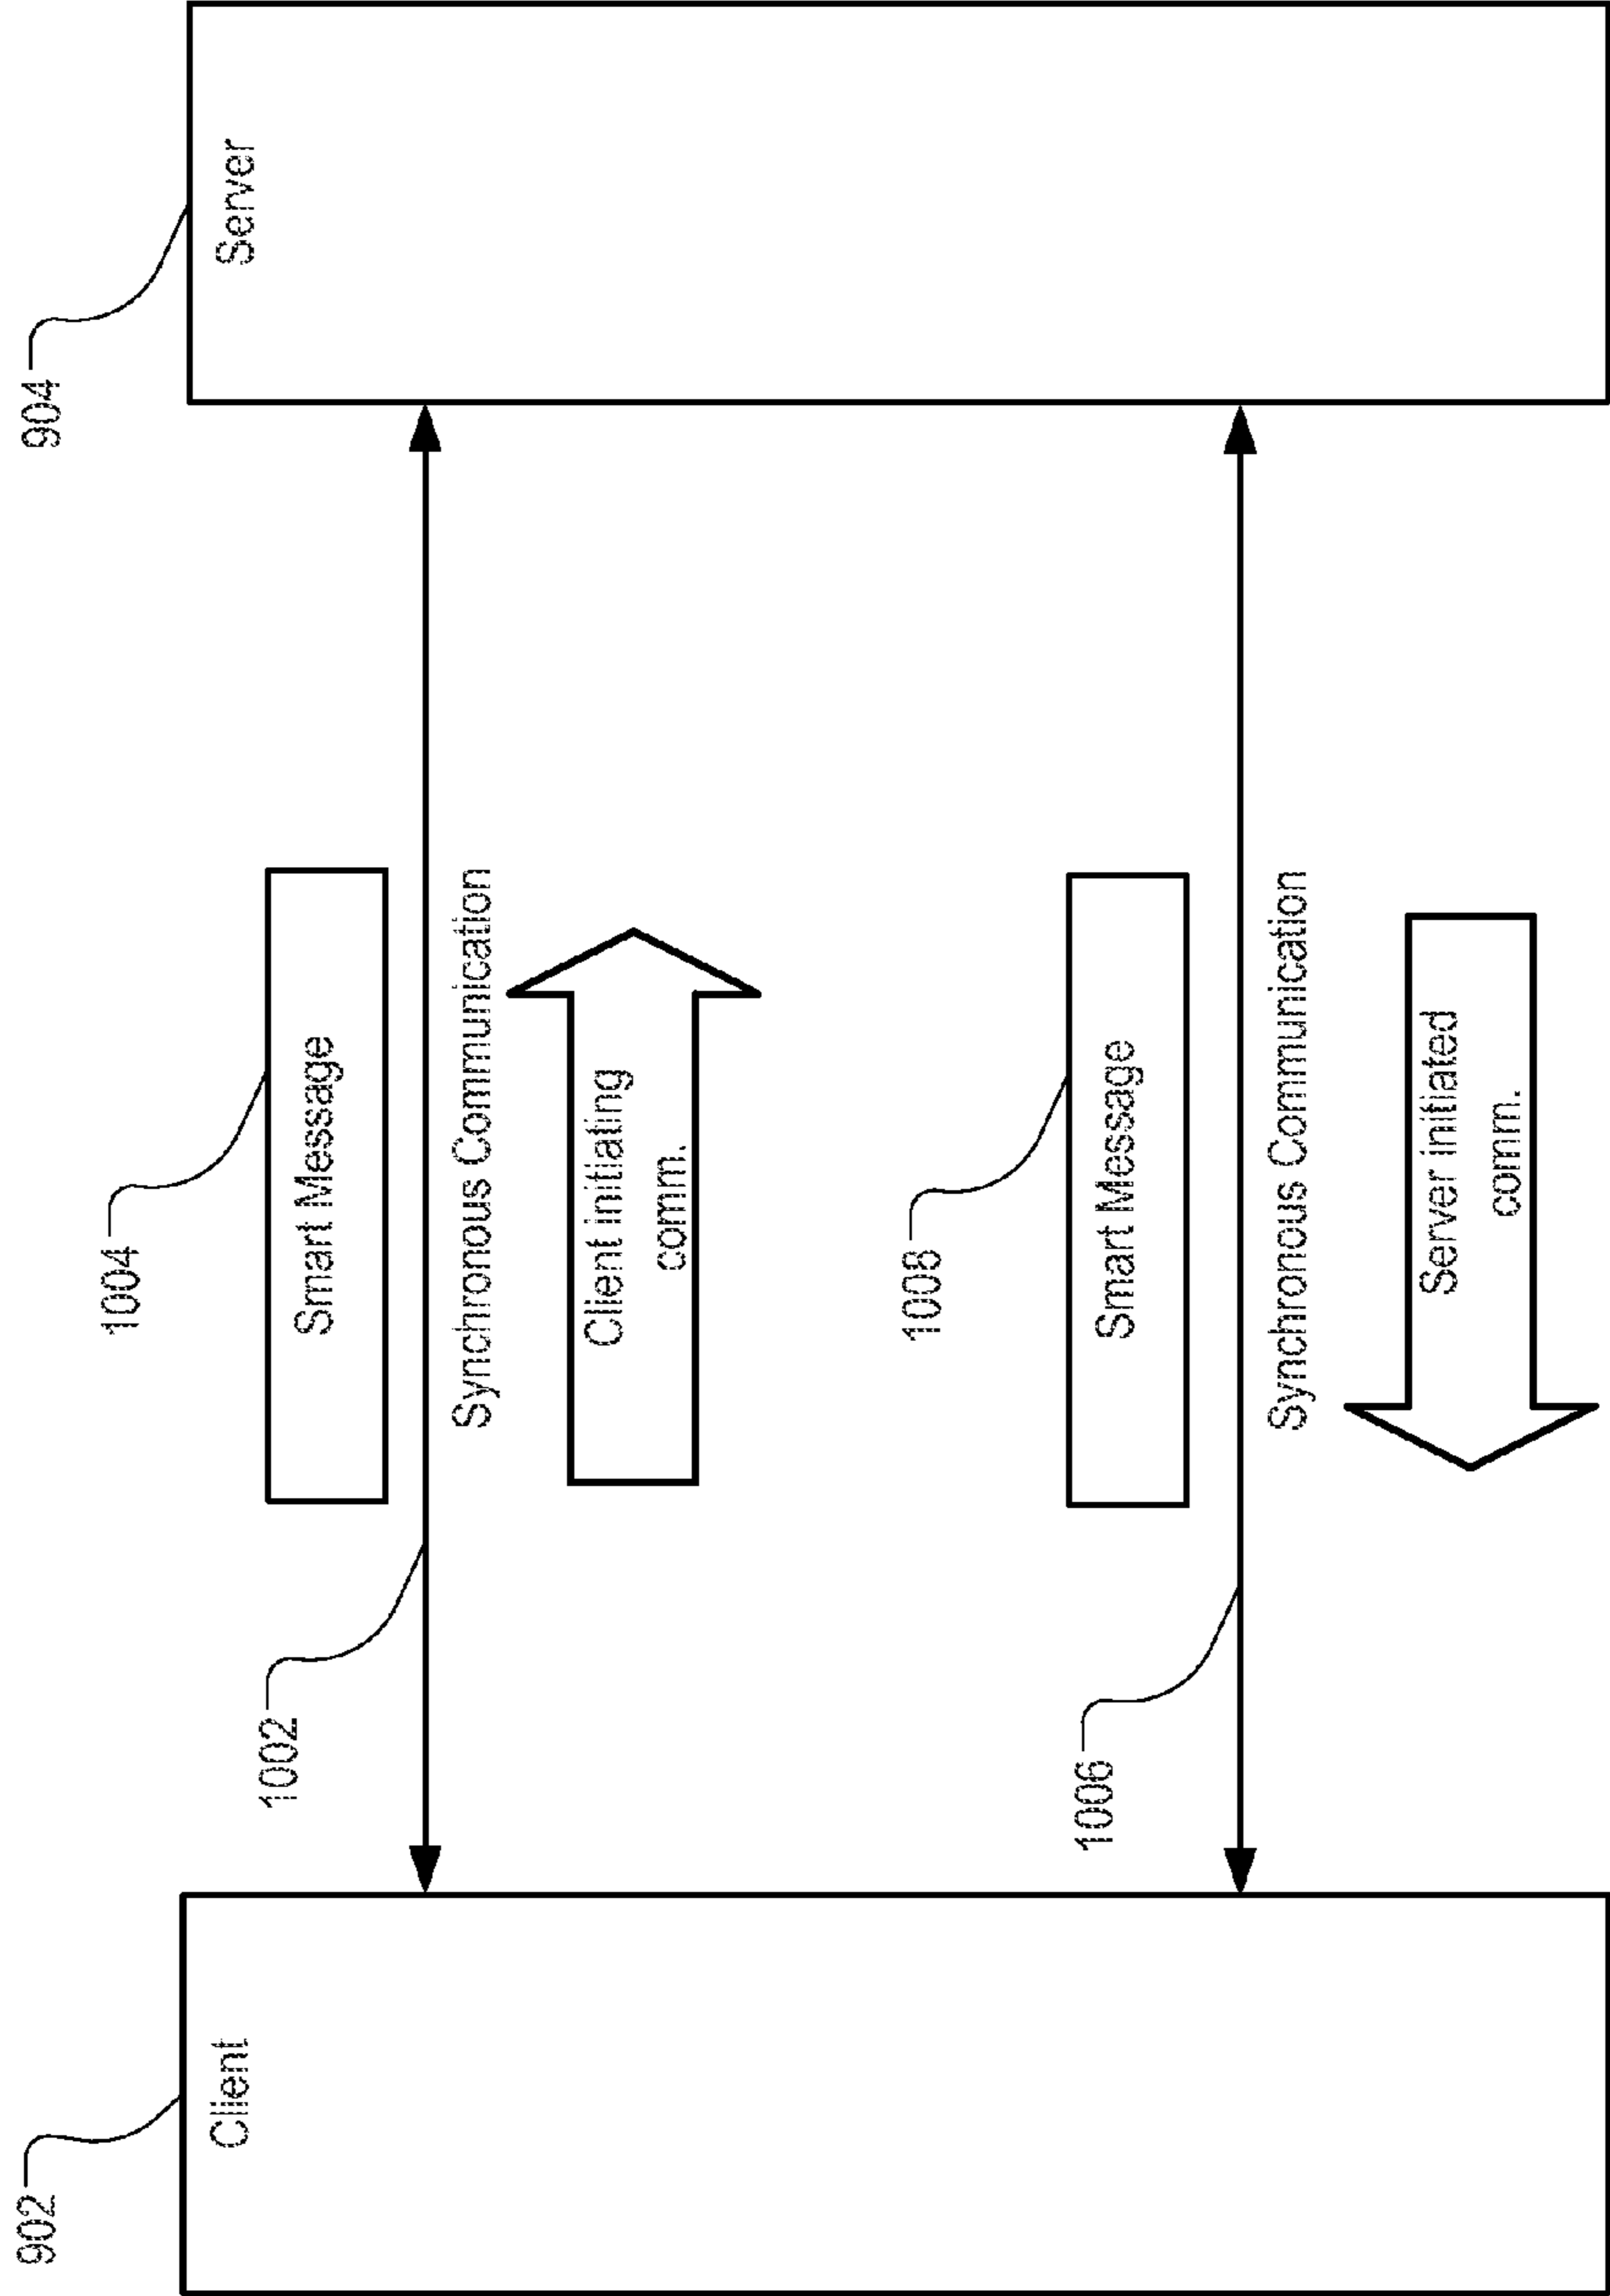 902
Client
904
Server
1004
Smart Message
1002
Synchronous Communication
Client initiating
comm.
1008
Smart Message
1006
Synchronous Communication
Server initiated
comm.